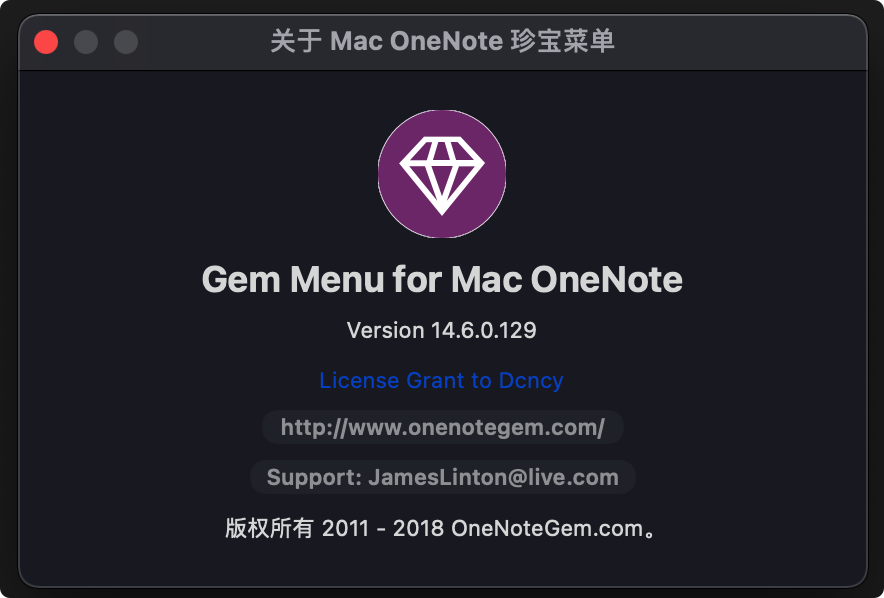 关于 Mac OneNote 珍宝菜单
Gem Menu for Mac OneNote
Version 14.6.0.129
License Grant to Dcncy
http://www.onenotegem.com/
Support: JamesLinton@live.com
版权所有 2011 - 2018 OneNoteGem.com。